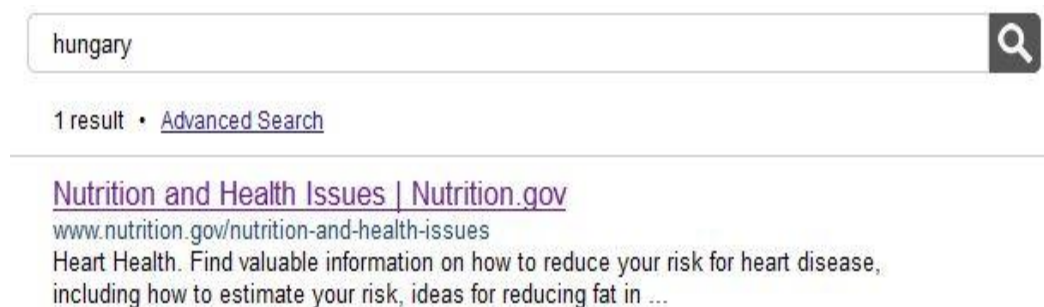 hungary
1 result • Advanced Search
Nutrition and Health Issues | Nutrition.gov
www.nutrition.gov/nutrition-and-health-issues
Heart Health. Find valuable information on how to reduce your risk for heart disease,
including how to estimate your risk, ideas for reducing fat in ...